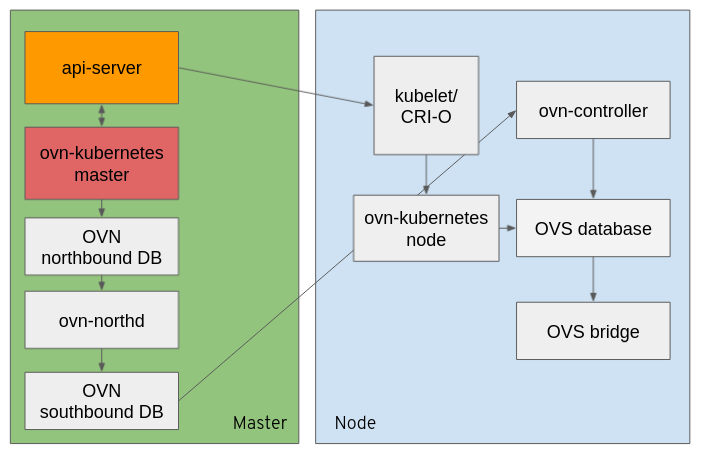 api-server
ovn-kubernetes
master
OVN
northbound DB
ovn-northd
OVN
southbound DB
Master
kubelet/
CRI-O
ovn-kubernetes
node
ovn-controller
OVS database
OVS bridge
Node